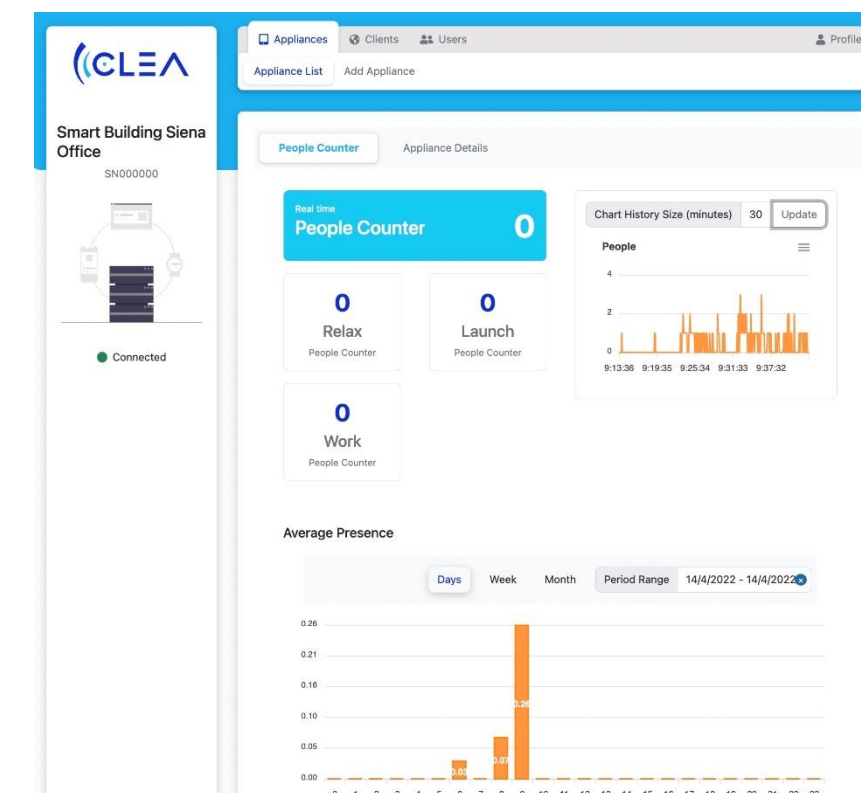 CLEA
Appliances Clients Users Profile
Appliance List Add Appliance
Smart Building Siena
Office
SN000000
Connected
People Counter Appliance Details
Real time
People Counter 0
0
Relax
People Counter
0
Launch
People Counter
0
Work
People Counter
Chart History Size (minutes) 30 Update
People
4
2
0
9:13:36 9:19:35 9:25:34 9:31:33 9:37:32
Average Presence
Days Week Month Period Range 14/4/2022 - 14/4/2022
0.26
0.21
0.16
0.10
0.05
0.00
0.03 0.07 0.26